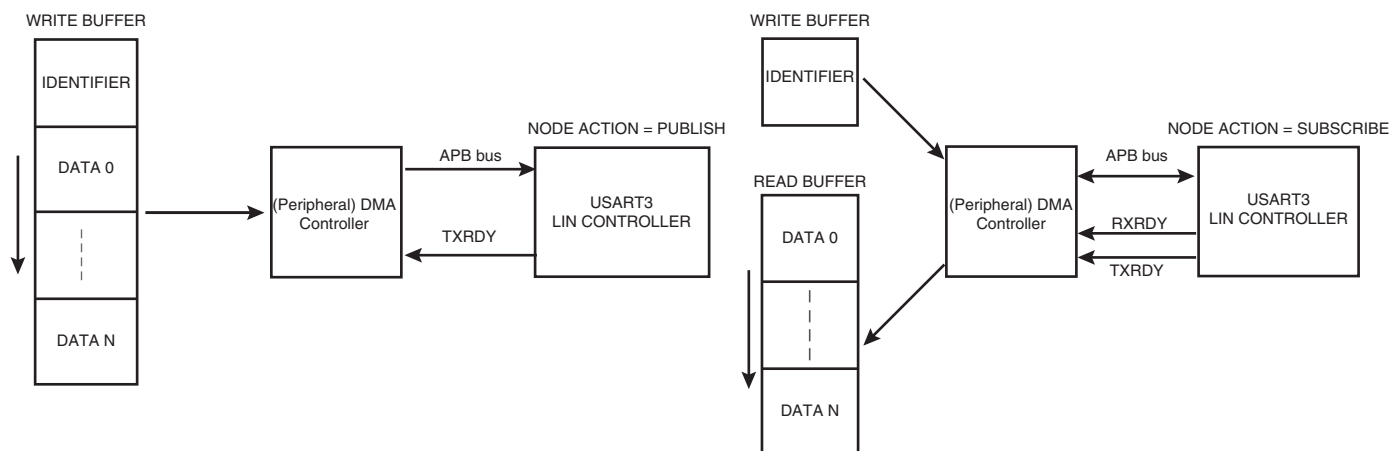 WRITE BUFFER
IDENTIFIER
DATA 0
DATA N
(Peripheral) DMA
Controller
APB bus
TXRDY
NODE ACTION = PUBLISH
USART3
LIN CONTROLLER
WRITE BUFFER
IDENTIFIER
READ BUFFER
DATA 0
DATA N
(Peripheral) DMA
Controller
APB bus
RXRDY
TXRDY
NODE ACTION = SUBSCRIBE
USART3
LIN CONTROLLER